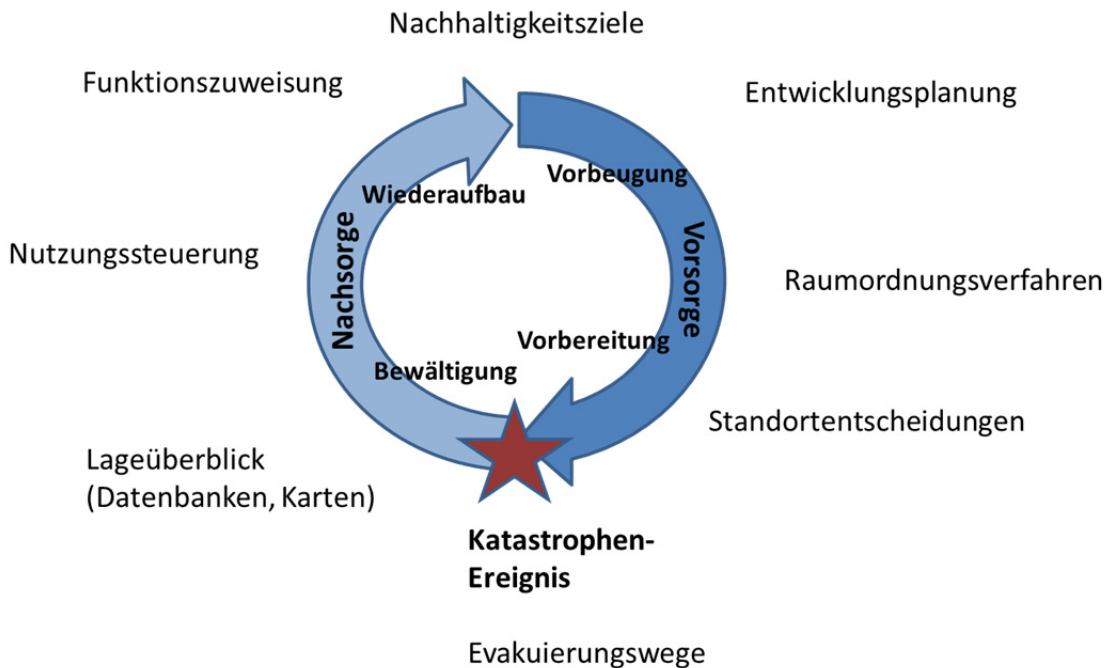 Nachhaltigkeitsziele
Funktionszuweisung
Entwicklungsplanung
Vorbeugung
Wiederaufbau
Nachsorge
Vorsorge
Nutzungssteuerung
Raumordnungsverfahren
Vorbereitung
Bewältigung
Standortentscheidungen
Lageüberblick
(Datenbanken, Karten)
Katastrophen-
Ereignis
Evakuierungswege